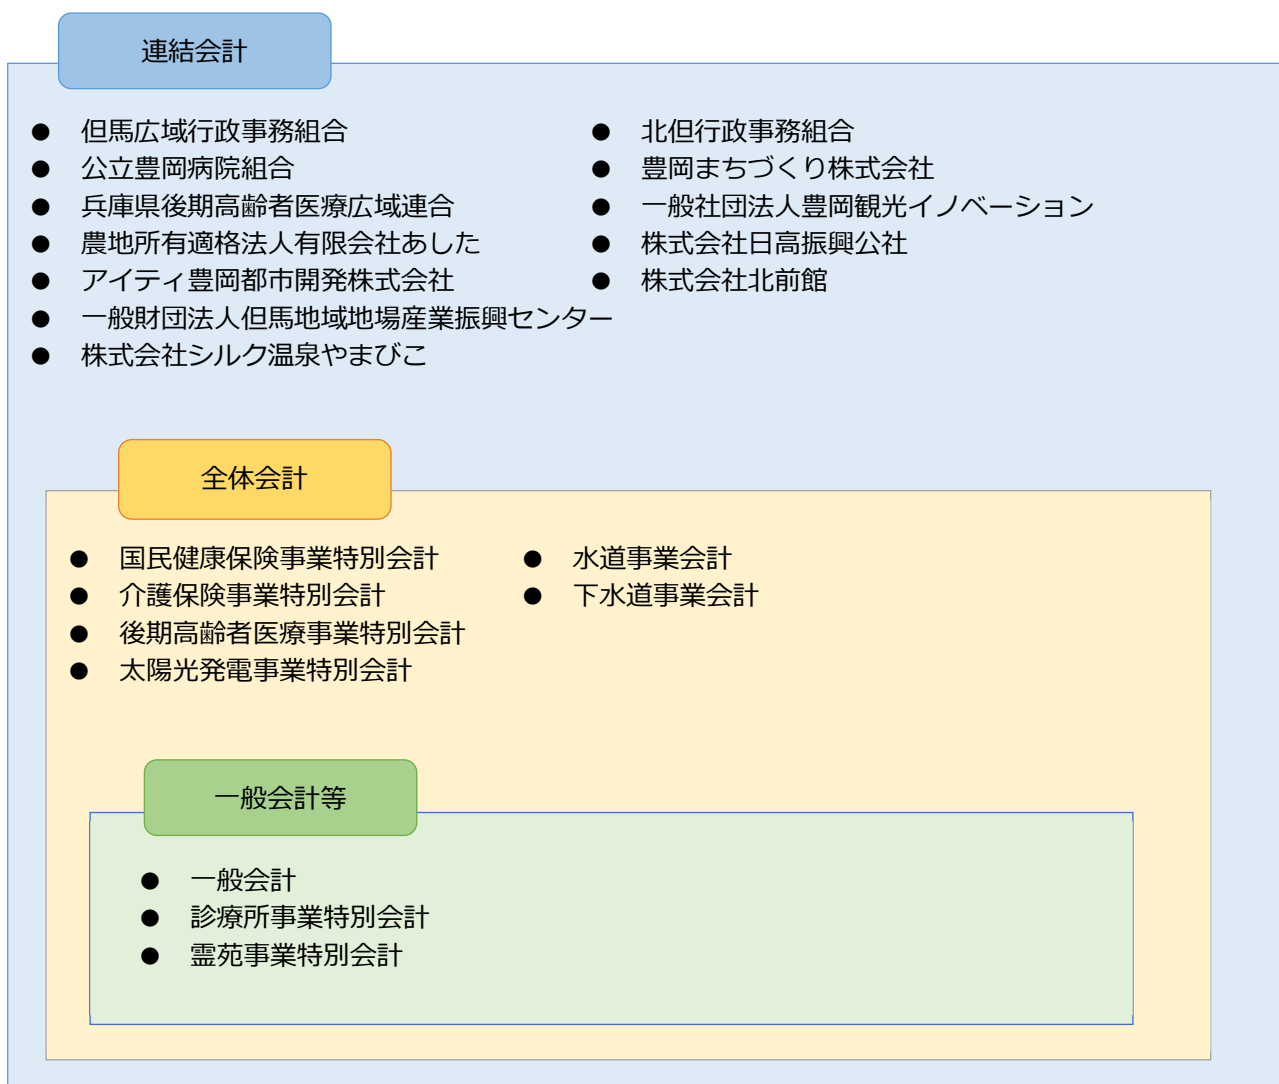 連結会計
● 但馬広域行政事務組合
● 公立豊岡病院組合
● 兵庫県後期高齢者医療広域連合
● 農地所有適格法人有限会社あした
● アイティ豊岡都市開発株式会社
● 一般財団法人但馬地域地場産業振興センター
● 株式会社シルク温泉やまびこ
● 北但行政事務組合
● 豊岡まちづくり株式会社
● 一般社団法人豊岡観光イノベーション
● 株式会社日高振興公社
● 株式会社北前館
全体会計
● 国民健康保険事業特別会計
● 介護保険事業特別会計
● 後期高齢者医療事業特別会計
● 太陽光発電事業特別会計
● 水道事業会計
● 下水道事業会計
一般会計等
● 一般会計
● 診療所事業特別会計
● 霊苑事業特別会計